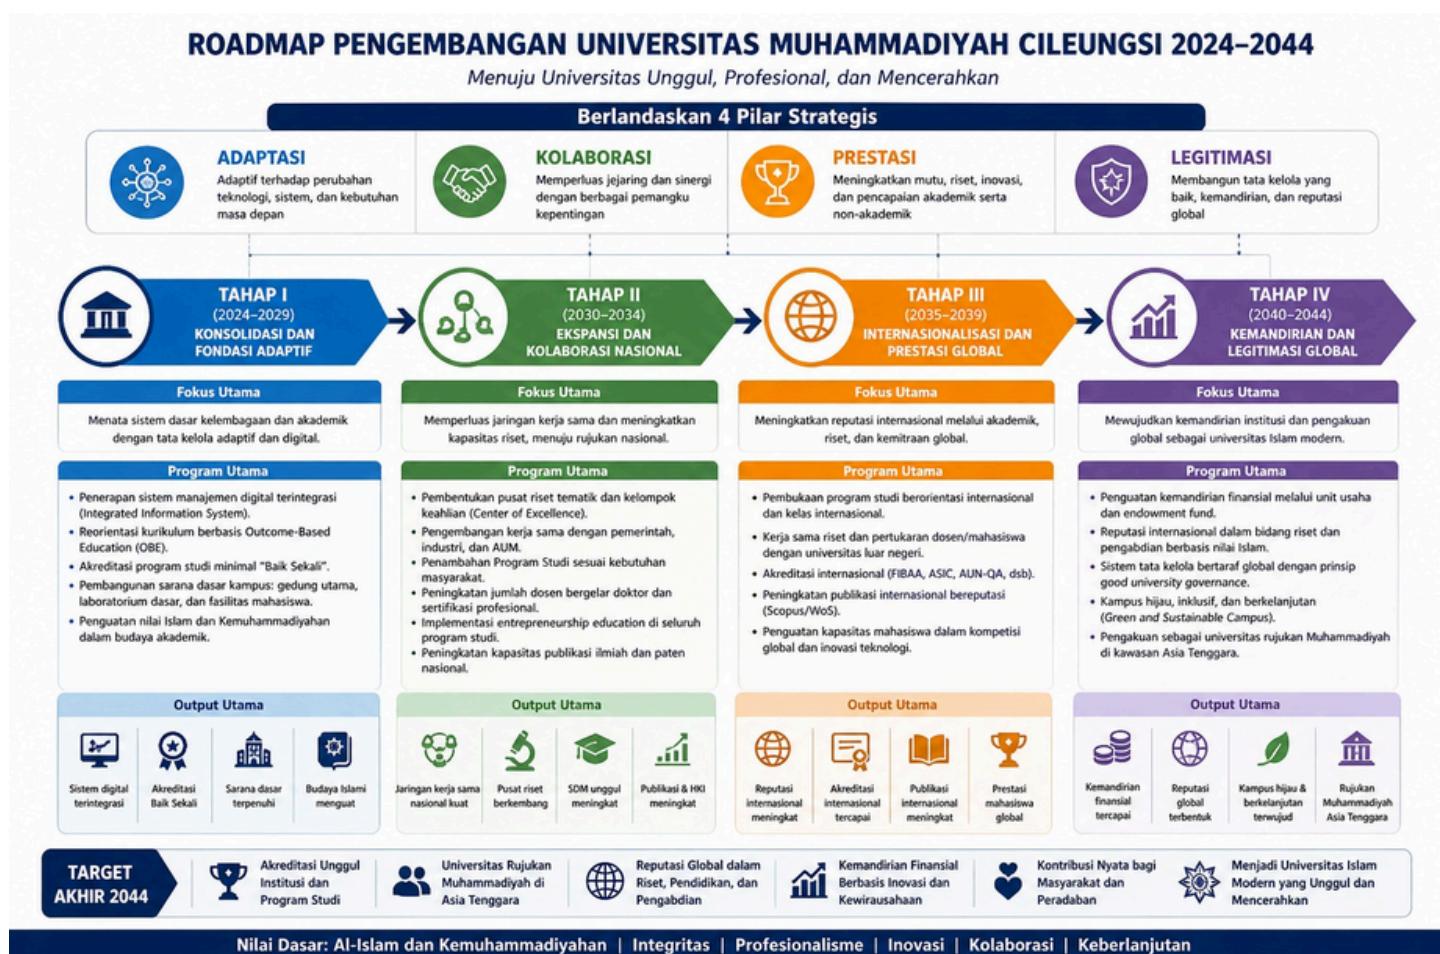 ROADMAP PENGEMBANGAN UNIVERSITAS MUHAMMADIYAH CILEUNGSI 2024–2044
Menuju Universitas Unggul, Profesional, dan Mencerahkan
Berlandaskan 4 Pilar Strategis
ADAPTASI
Adaptif terhadap perubahan
teknologi, sistem, dan kebutuhan
masa depan
KOLABORASI
Memperluas jejaring dan sinergi
dengan berbagai pemangku
kepentingan
PRESTASI
Meningkatkan mutu, riset, inovasi,
dan pencapaian akademik serta
non-akademik
LEGITIMASI
Membangun tata kelola yang
baik, kemandirian, dan reputasi
global
TAHAP I
(2024–2029)
KONSOLIDASI DAN
FONDASI ADAPTIF
TAHAP II
(2030–2034)
EKSPANSI DAN
KOLABORASI NASIONAL
TAHAP III
(2035–2039)
INTERNASIONALISASI DAN
PRESTASI GLOBAL
TAHAP IV
(2040–2044)
KEMANDIRIAN DAN
LEGITIMASI GLOBAL
Fokus Utama
Menata sistem dasar kelembagaan dan akademik
dengan tata kelola adaptif dan digital.
Fokus Utama
Memperluas jaringan kerja sama dan meningkatkan
kapasitas riset, menuju rujukan nasional.
Fokus Utama
Meningkatkan reputasi internasional melalui akademik,
riset, dan kemitraan global.
Fokus Utama
Mewujudkan kemandirian institusi dan pengakuan
global sebagai universitas Islam modern.
Program Utama
• Penerapan sistem manajemen digital terintegrasi
(Integrated Information System).
• Reorientasi kurikulum berbasis Outcome-Based
Education (OBE).
• Akreditasi program studi minimal “Baik Sekali”.
• Pembangunan sarana dasar kampus: gedung utama,
laboratorium dasar, dan fasilitas mahasiswa.
• Penguatan nilai Islam dan Kemuhammadiyahan
dalam budaya akademik.
Program Utama
• Pembentukan pusat riset tematik dan kelompok
keahlian (Center of Excellence).
• Pengembangan kerja sama dengan pemerintah,
industri, dan AUM.
• Penambahan Program Studi sesuai kebutuhan
masyarakat.
• Peningkatan jumlah dosen bergelar doktor dan
sertifikasi profesional.
• Implementasi entrepreneurship education di seluruh
program studi.
• Peningkatan kapasitas publikasi ilmiah dan paten
nasional.
Program Utama
• Pembukaan program studi berorientasi internasional
dan kelas internasional.
• Kerja sama riset dan pertukaran dosen/mahasiswa
dengan universitas luar negeri.
• Akreditasi internasional (FIBAA, ASIC, AUN-QA, dsb).
• Peningkatan publikasi internasional bereputasi
(Scopus/WoS).
• Penguatan kapasitas mahasiswa dalam kompetisi
global dan inovasi teknologi.
Program Utama
• Penguatan kemandirian finansial melalui unit usaha
dan endowment fund.
• Reputasi internasional dalam bidang riset dan
pengabdian berbasis nilai Islam.
• Sistem tata kelola bertaraf global dengan prinsip
good university governance.
• Kampus hijau, inklusif, dan berkelanjutan
(Green and Sustainable Campus).
• Pengakuan sebagai universitas rujukan Muhammadiyah
di kawasan Asia Tenggara.
Output Utama
Sistem digital
terintegrasi
Akreditasi
Baik Sekali
Sarana dasar
terpenuhi
Budaya Islami
menguat
Output Utama
Jaringan kerja sama
nasional kuat
Pusat riset
berkembang
SDM unggul
meningkat
Publikasi & HKI
meningkat
Output Utama
Reputasi
internasional
meningkat
Akreditasi
internasional
tercapai
Publikasi
internasional
meningkat
Prestasi
mahasiswa
global
Output Utama
Kemandirian
finansial
tercapai
Reputasi
global
terbentuk
Kampus hijau &
berkelanjutan
terwujud
Rujukan
Muhammadiyah
Asia Tenggara
TARGET
AKHIR 2044
Akreditasi Unggul
Institusi dan
Program Studi
Universitas Rujukan
Muhammadiyah di
Asia Tenggara
Reputasi Global dalam
Riset, Pendidikan, dan
Pengabdian
Kemandirian Finansial
Berbasis Inovasi dan
Kewirausahaan
Kontribusi Nyata bagi
Masyarakat dan
Peradaban
Menjadi Universitas Islam
Modern yang Unggul dan
Mencerahkan
Nilai Dasar: Al-Islam dan Kemuhammadiyahan | Integritas | Profesionalisme | Inovasi | Kolaborasi | Keberlanjutan